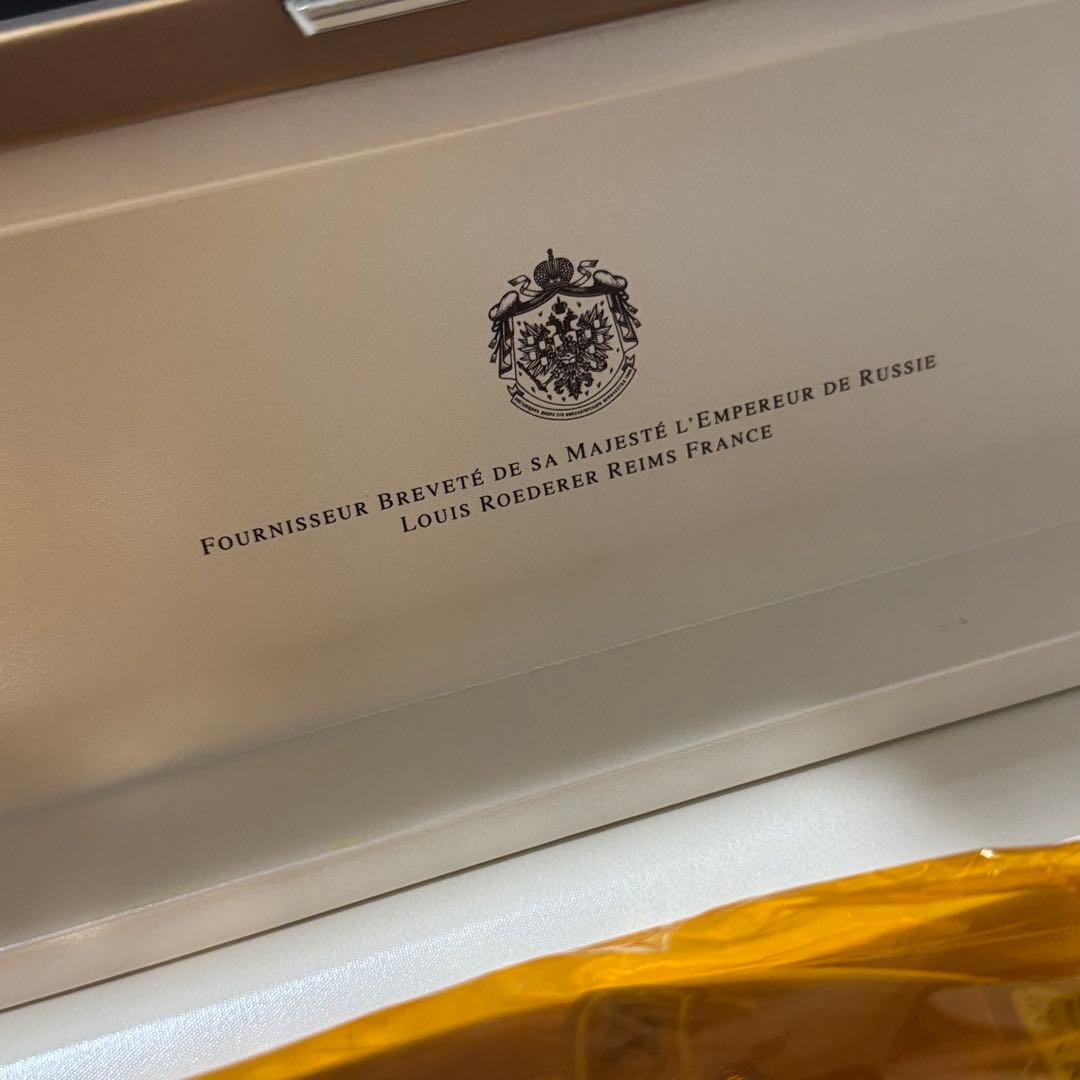 FOURNISSEUR BREVETÉ DE SA MAJESTÉ L'EMPEREUR DE RUSSIE
LOUIS ROEDERER REIMS FRANCE